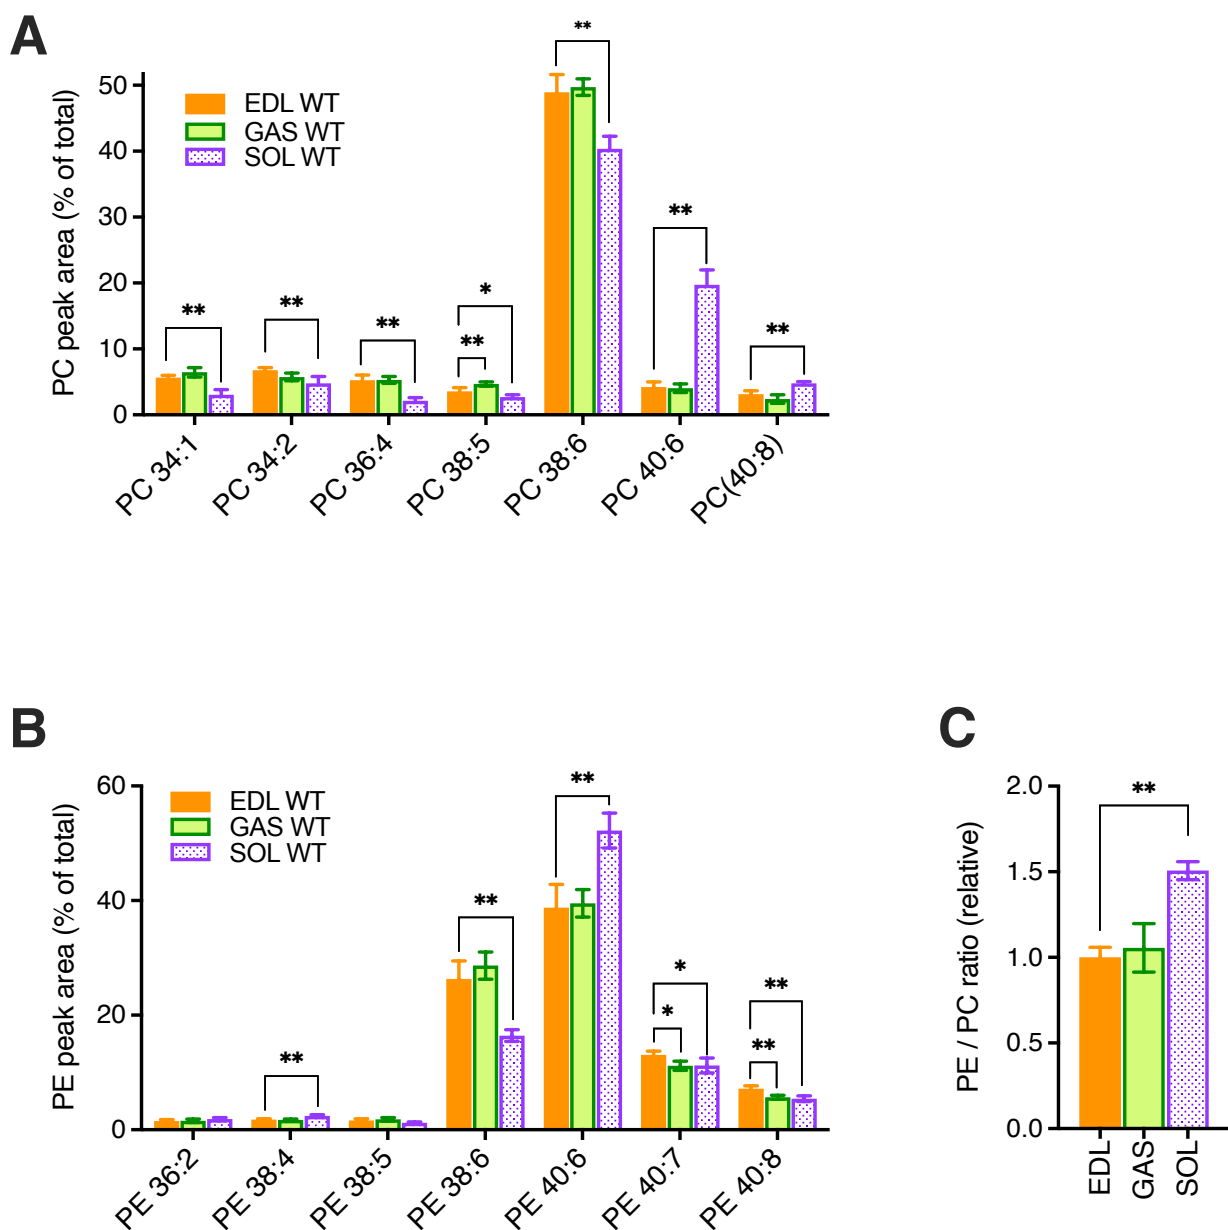 A
PC peak area (% of total)
50
40
30
20
10
0
EDL WT
GAS WT
SOL WT
**
**
**
**
*
**
**
**
PC 34:1
PC 34:2
PC 36:4
PC 38:5
PC 38:6
PC 40:6
PC(40:8)
B
PE peak area (% of total)
60
40
20
0
EDL WT
GAS WT
SOL WT
**
**
**
*
*
**
**
PE 36:2
PE 38:4
PE 38:5
PE 38:6
PE 40:6
PE 40:7
PE 40:8
C
PE / PC ratio (relative)
2.0
1.5
1.0
0.5
0.0
**
EDL
GAS
SOL